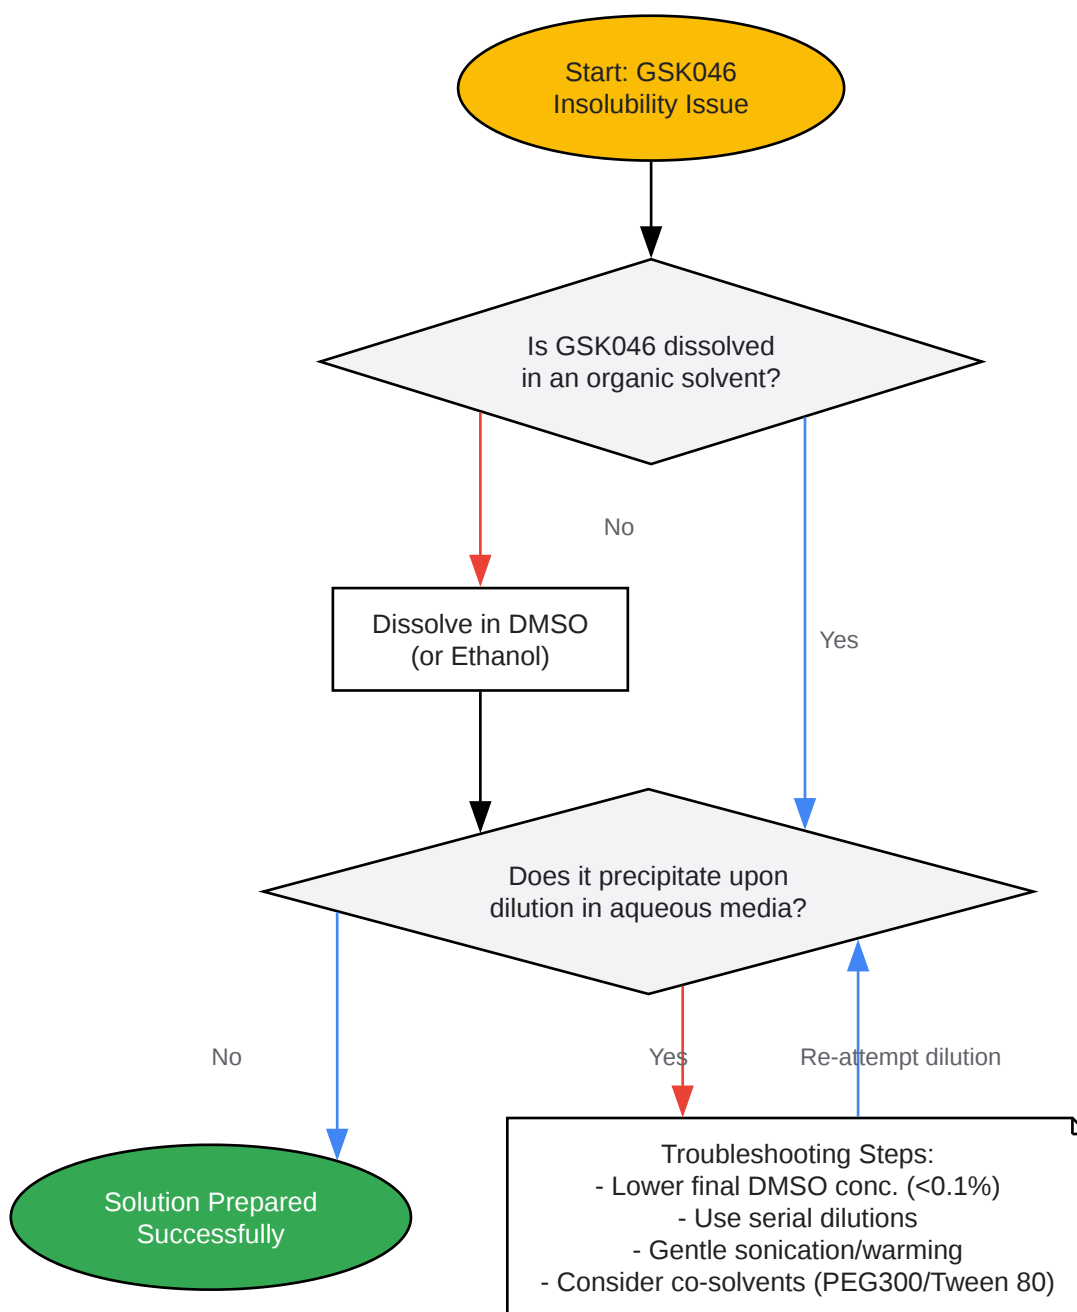 Start: GSK046
Insolubility Issue
Is GSK046 dissolved
in an organic solvent?
No
Dissolve in DMSO
(or Ethanol)
Yes
Does it precipitate upon
dilution in aqueous media?
No
Yes
Re-attempt dilution
Solution Prepared
Successfully
Troubleshooting Steps:
- Lower final DMSO conc. (<0.1%)
- Use serial dilutions
- Gentle sonication/warming
- Consider co-solvents (PEG300/Tween 80)